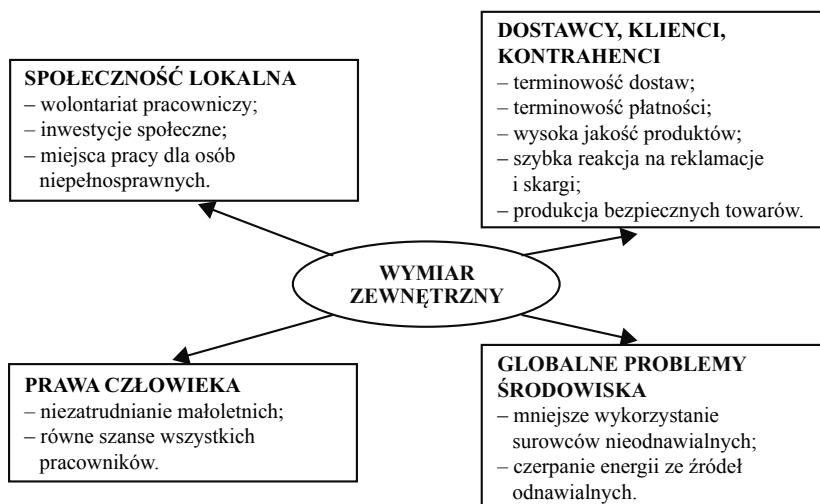 SPOŁECZNOŚĆ LOKALNA
– wolontariat pracowniczy;
– inwestycje społeczne;
– miejsca pracy dla osób
niepełnosprawnych.
DOSTAWCY, KLIENCI,
KONTRAHENCI
– terminowość dostaw;
– terminowość płatności;
– wysoka jakość produktów;
– szybka reakcja na reklamacje
i skargi;
– produkcja bezpiecznych towarów.
WYMIAR
ZEWNĘTRZNY
PRAWA CZŁOWIEKA
– niezatrudnianie małoletnich;
– równe szanse wszystkich
pracowników.
GLOBALNE PROBLEMY
ŚRODOWISKA
– mniejsze wykorzystanie
surowców nieodnawialnych;
– czerpanie energii ze źródeł
odnawialnych.